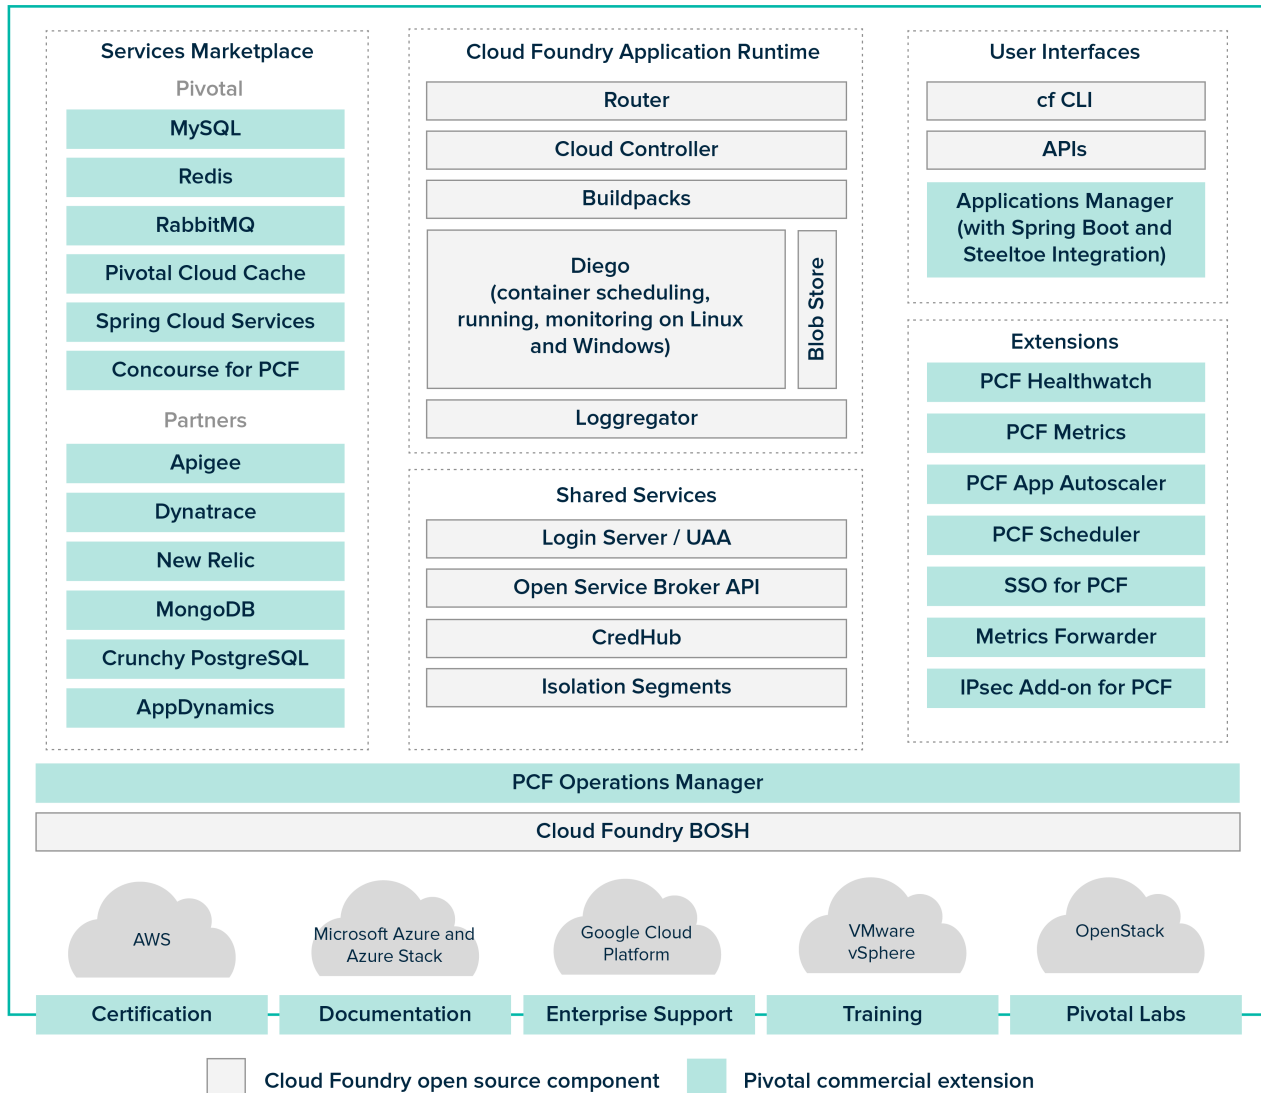 Services Marketplace
Pivotal
MySQL
Redis
RabbitMQ
Pivotal Cloud Cache
Spring Cloud Services
Concourse for PCF
Partners
Apigee
Dynatrace
New Relic
MongoDB
Crunchy PostgreSQL
AppDynamics
Cloud Foundry Application Runtime
Router
Cloud Controller
Buildpacks
Diego
(container scheduling,
running, monitoring on Linux
and Windows)
Blob Store
Loggregator
Shared Services
Login Server / UAA
Open Service Broker API
CredHub
Isolation Segments
User Interfaces
cf CLI
APIs
Applications Manager
(with Spring Boot and
Steeltoe Integration)
Extensions
PCF Healthwatch
PCF Metrics
PCF App Autoscaler
PCF Scheduler
SSO for PCF
Metrics Forwarder
IPsec Add-on for PCF
PCF Operations Manager
Cloud Foundry BOSH
AWS
Microsoft Azure and
Azure Stack
Google Cloud
Platform
VMware
vSphere
OpenStack
Certification
Documentation
Enterprise Support
Training
Pivotal Labs
Cloud Foundry open source component
Pivotal commercial extension